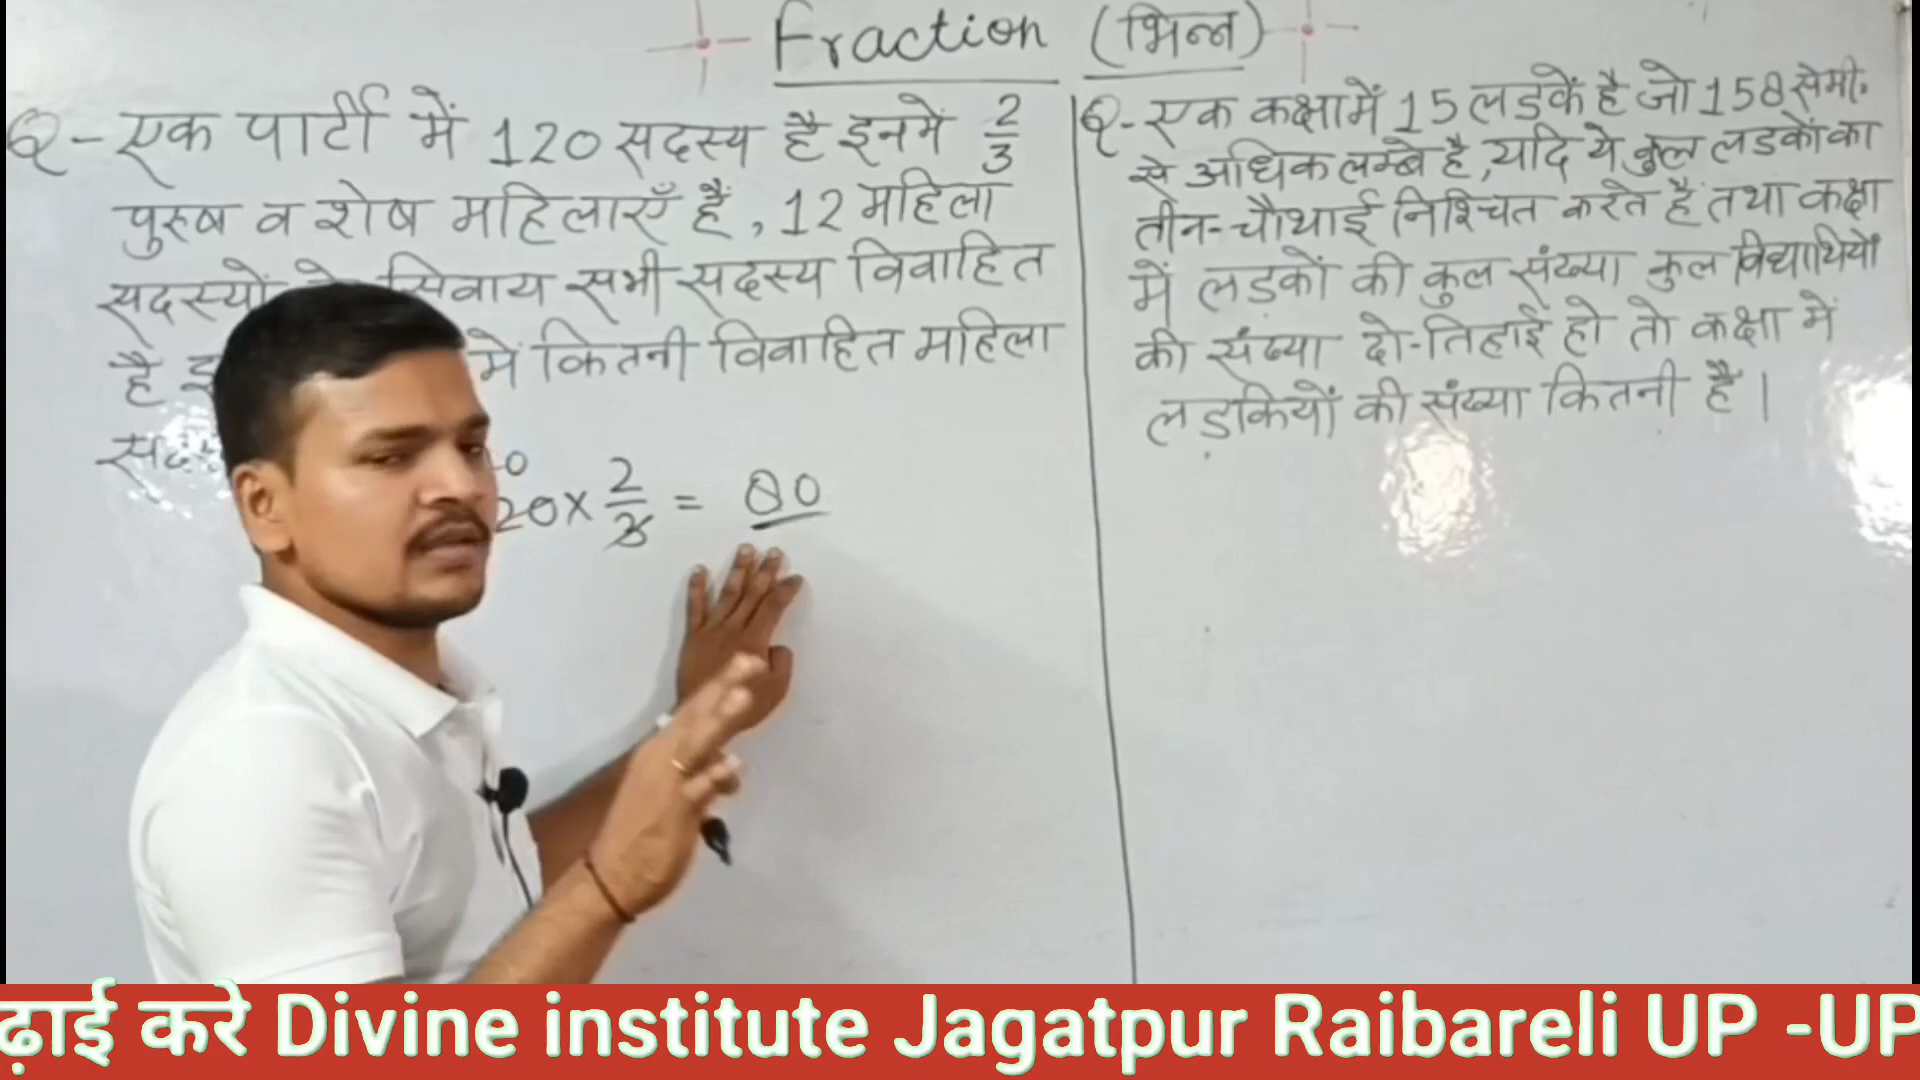 Fraction (भिन्न)
Q- एक पार्टी में 120 सदस्य है इनमें 2/3
पुरुष व शेष महिलाएँ हैं, 12 महिला
सदस्यों सिवाय सभी सदस्य विवाहित
है में कितनी विवाहित महिला
20 × 2/3 = 80
Q- एक कक्षा में 15 लडकें है जो 158 सेमी.
से अधिक लम्बे है, यदि ये कुल लडकों का
तीन-चौथाई निश्चित करते हैं तथा कक्षा
में लड़कों की कुल संख्या कुल विद्यार्थियों
की संख्या दो-तिहाई हो तो कक्षा में
लड़कियों की संख्या कितनी है |
ढ़ाई करे Divine institute Jagatpur Raibareli UP -UP